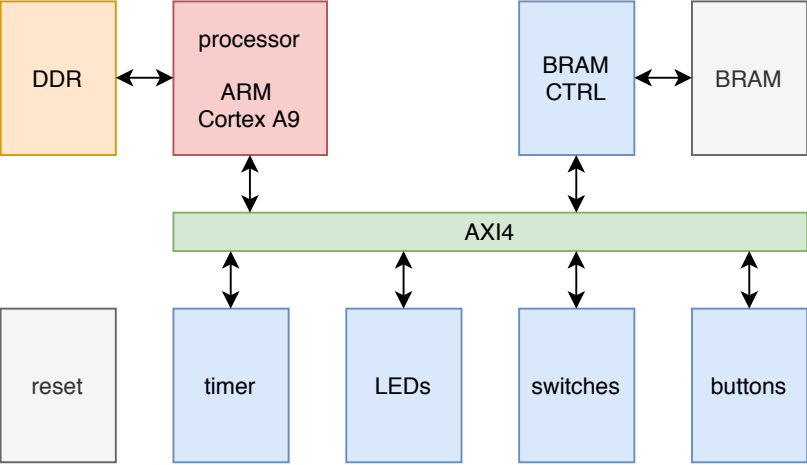 processor
DDR
ARM
Cortex A9
BRAM
CTRL
BRAM
AXI4
reset
timer
LEDs
switches
buttons